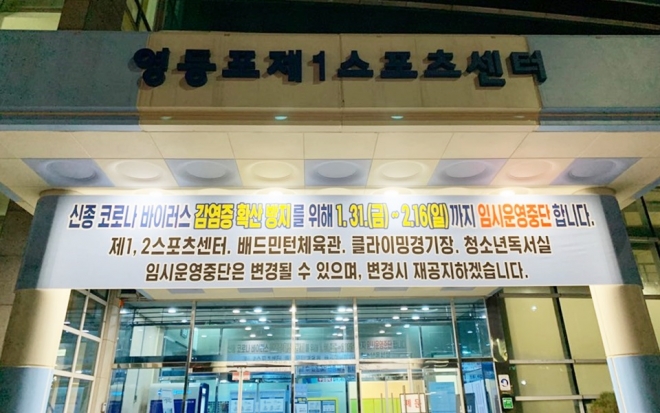 영등포제1스포츠센터
신종 코로나 바이러스 감염증 확산 방지를 위해 1. 31.(금) ~ 2.16(일)까지 임시운영중단 합니다.
제1, 2스포츠센터. 배드민턴체육관. 클라이밍경기장. 청소년독서실
임시운영중단은 변경될 수 있으며, 변경시 재공지하겠습니다.